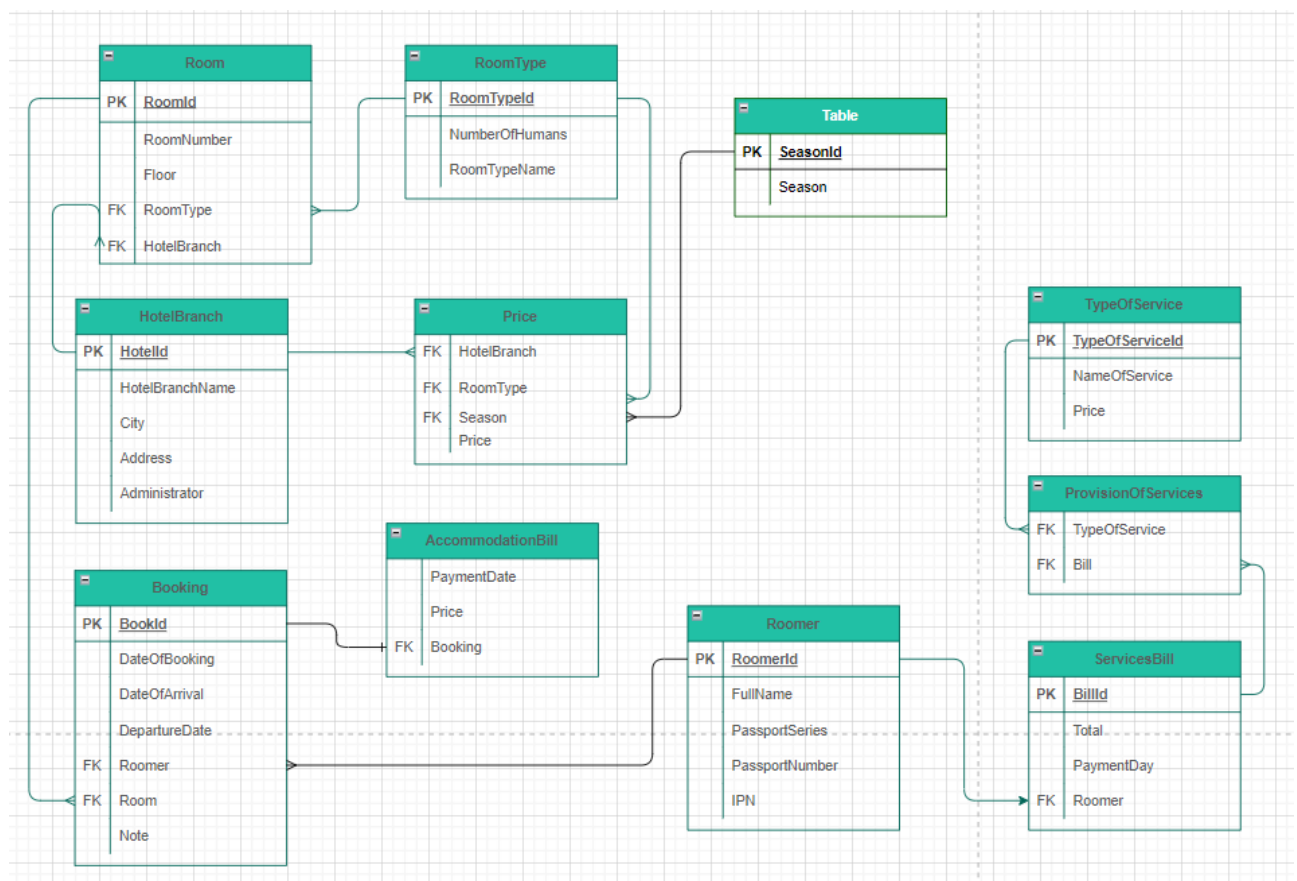 Room
PK RoomId
RoomNumber
Floor
FK RoomType
FK HotelBranch
RoomType
PK RoomTypeId
NumberOfHumans
RoomTypeName
Table
PK SeasonId
Season
HotelBranch
PK HotelId
HotelBranchName
City
Address
Administrator
Price
FK HotelBranch
FK RoomType
FK Season
Price
TypeOfService
PK TypeOfServiceId
NameOfService
Price
ProvisionOfServices
FK TypeOfService
FK Bill
AccommodationBill
PaymentDate
Price
FK Booking
Booking
PK BookId
DateOfBooking
DateOfArrival
DepartureDate
FK Roomer
FK Room
Note
Roomer
PK RoomerId
FullName
PassportSeries
PassportNumber
IPN
ServicesBill
PK BillId
Total
PaymentDay
FK Roomer